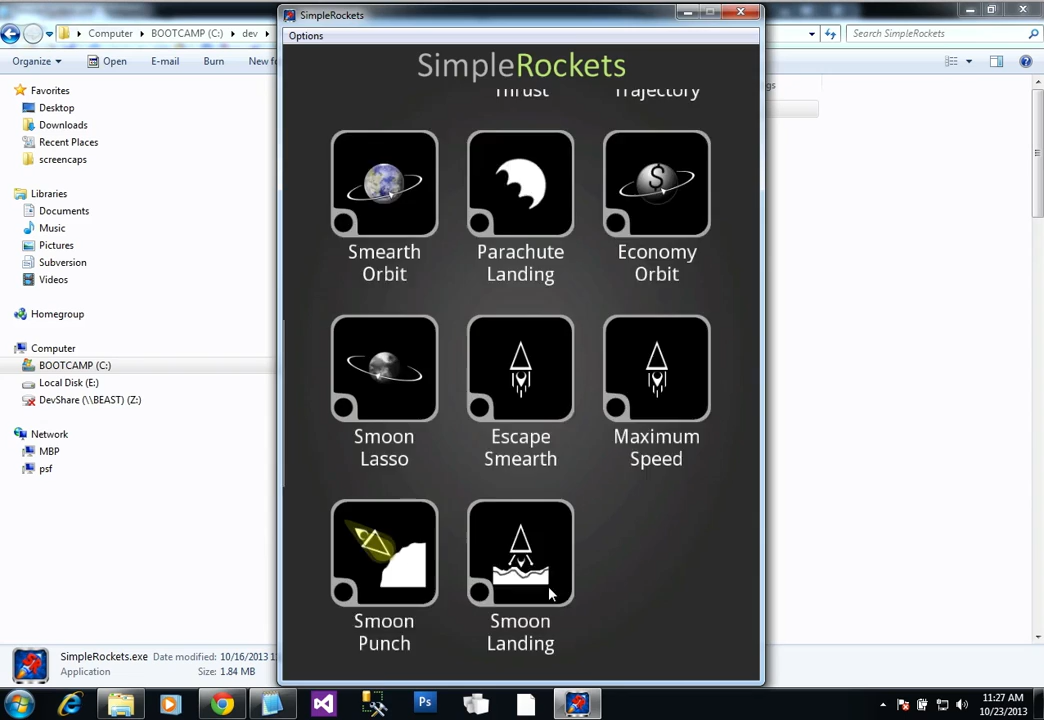 SimpleRockets
Options
Computer
BOOTCAMP (C:)
dev
Search SimpleRockets
Organize
Open
E-mail
Burn
SimpleRockets
Thrust
Trajectory
Favorites
Desktop
Downloads
Recent Places
screencaps
Libraries
Documents
Music
Pictures
Subversion
Videos
Homegroup
Computer
BOOTCAMP (C:)
Local Disk (E:)
DevShare (\\BEAST) (Z:)
Network
MBP
psf
Smearth
Orbit
Parachute
Landing
S
Economy
Orbit
Smoon
Lasso
Escape
Smearth
Maximum
Speed
Smoon
Punch
Smoon
Landing
SimpleRockets.exe
Date modified: 10/16/2013
Application
Size: 1.84 MB
Ps
11:27 AM
10/23/2013